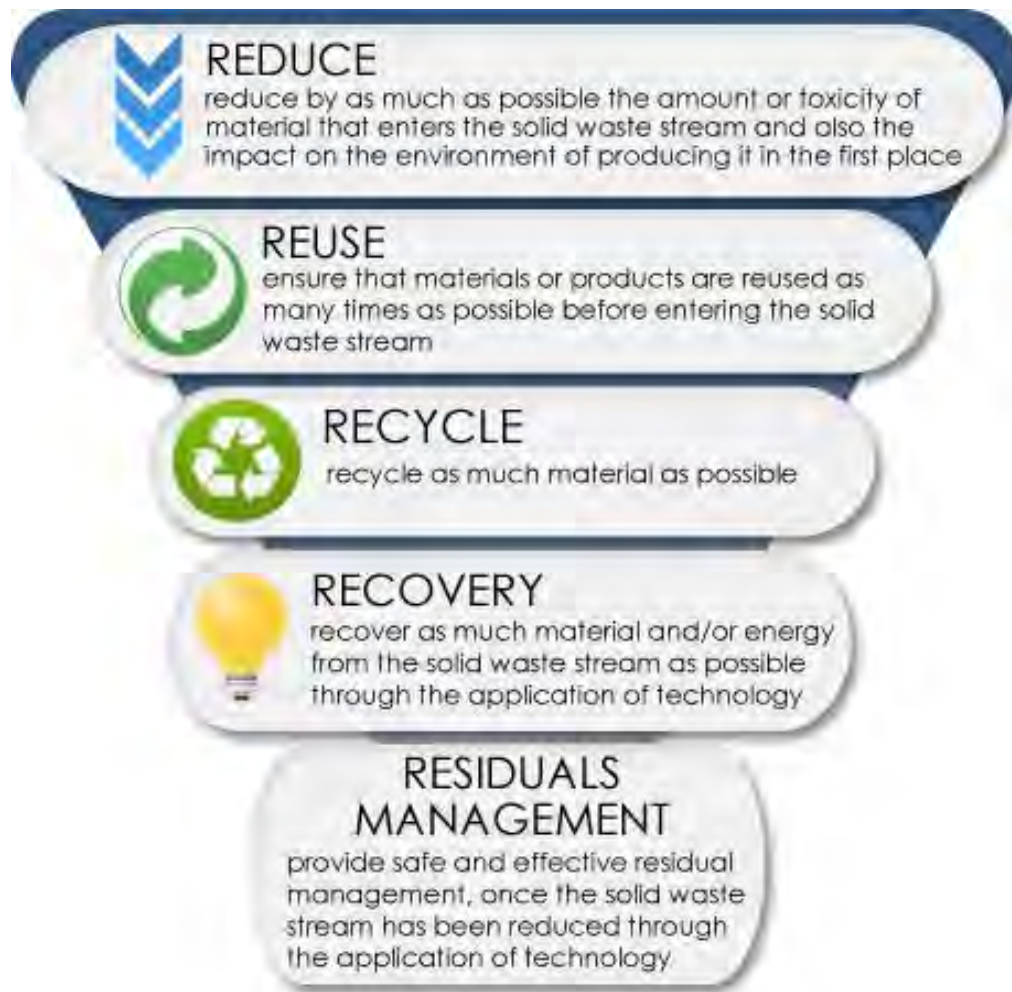 REDUCE
reduce by as much as possible the amount or toxicity of
material that enters the solid waste stream and also the
impact on the environment of producing it in the first place
REUSE
ensure that materials or products are reused as
many times as possible before entering the solid
waste stream
RECYCLE
recycle as much material as possible
RECOVERY
recover as much material and/or energy
from the solid waste stream as possible
through the application of technology
RESIDUALS
MANAGEMENT
provide safe and effective residual
management, once the solid waste
stream has been reduced through
the application of technology